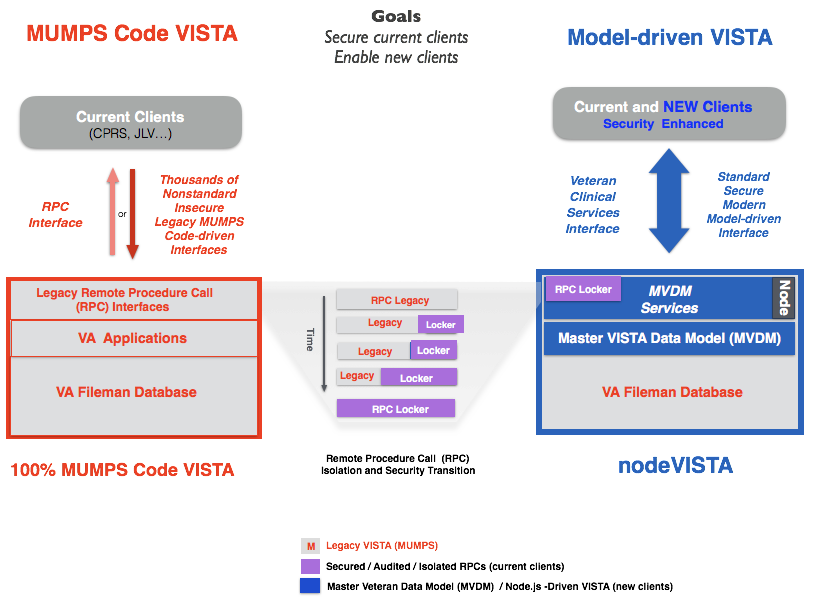 Goals
Secure current clients
Enable new clients
MUMPS Code VISTA
Current Clients
(CPRS, JLV...)
RPC
Interface
or
Thousands of
Nonstandard
Insecure
Legacy MUMPS
Code-driven
Interfaces
Legacy Remote Procedure Call
(RPC) Interfaces
VA Applications
VA Fileman Database
100% MUMPS Code VISTA
Time
RPC Legacy
Legacy Locker
Legacy Locker
Legacy Locker
RPC Locker
Remote Procedure Call (RPC)
Isolation and Security Transition
Model-driven VISTA
Current and NEW Clients
Security Enhanced
Veteran
Clinical
Services
Interface
Standard
Secure
Modern
Model-driven
Interface
RPC Locker
MVDM
Services
Node
Master VISTA Data Model (MVDM)
VA Fileman Database
nodeVISTA
M Legacy VISTA (MUMPS)
Secured / Audited / Isolated RPCs (current clients)
Master Veteran Data Model (MVDM) / Node.js -Driven VISTA (new clients)